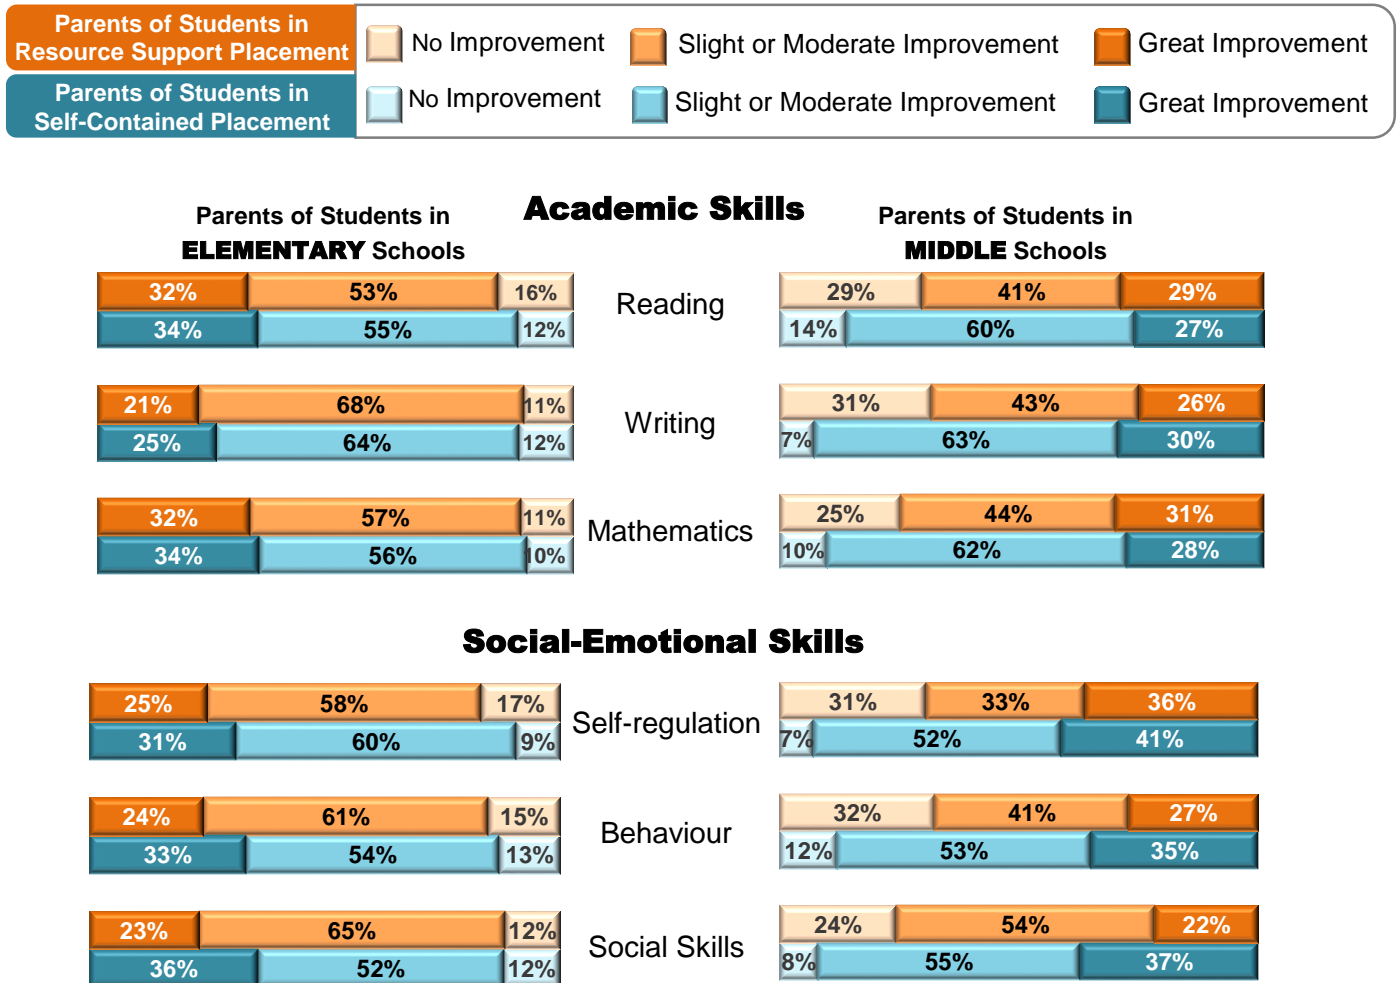 Parents of Students in
Resource Support Placement
No Improvement
Slight or Moderate Improvement
Great Improvement
Parents of Students in
Self-Contained Placement
No Improvement
Slight or Moderate Improvement
Great Improvement
Academic Skills
Parents of Students in
ELEMENTARY Schools
Parents of Students in
MIDDLE Schools
32% 53% 16%
34% 55% 12%
Reading
29% 41% 29%
14% 60% 27%
21% 68% 11%
25% 64% 12%
Writing
31% 43% 26%
7% 63% 30%
32% 57% 11%
34% 56% 10%
Mathematics
25% 44% 31%
10% 62% 28%
Social-Emotional Skills
25% 58% 17%
31% 60% 9%
Self-regulation
31% 33% 36%
7% 52% 41%
24% 61% 15%
33% 54% 13%
Behaviour
32% 41% 27%
12% 53% 35%
23% 65% 12%
36% 52% 12%
Social Skills
24% 54% 22%
8% 55% 37%